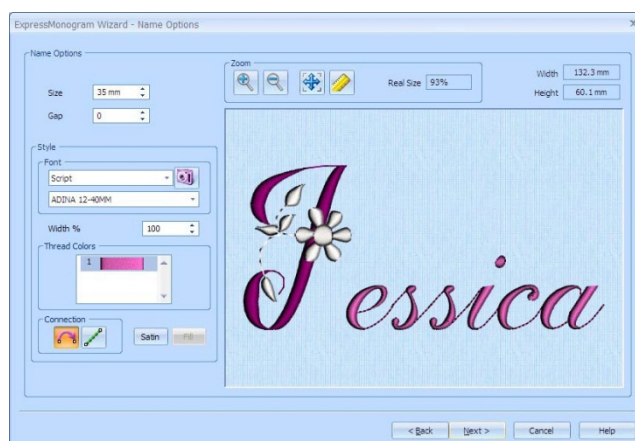 ExpressMonogram Wizard - Name Options
Name Options
Size 35 mm
Gap 0
Style
Font
Script
ADINA 12-40MM
Width % 100
Thread Colors
1
Connection
Satin Fill
Zoom
Real Size 93%
Width 132.3 mm
Height 60.1 mm
Jessica
< Back Next > Cancel Help